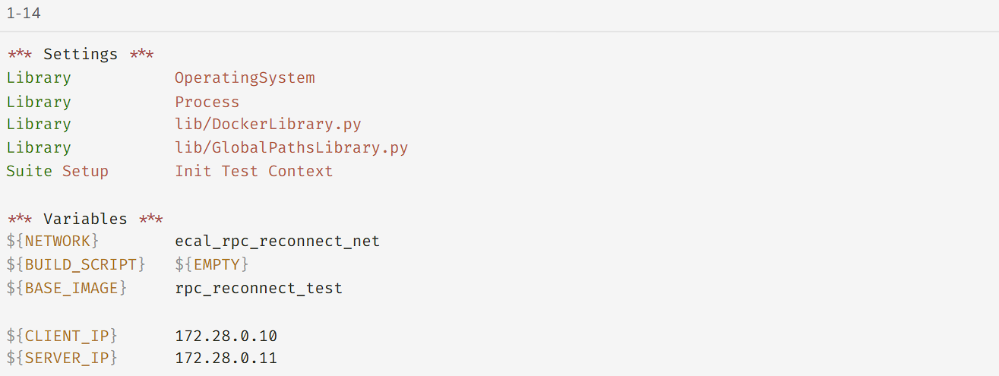 1-14
*** Settings ***
Library           OperatingSystem
Library           Process
Library           lib/DockerLibrary.py
Library           lib/GlobalPathsLibrary.py
Suite Setup       Init Test Context
*** Variables ***
${NETWORK}        ecal_rpc_reconnect_net
${BUILD_SCRIPT}   ${EMPTY}
${BASE_IMAGE}     rpc_reconnect_test
${CLIENT_IP}      172.28.0.10
${SERVER_IP}      172.28.0.11